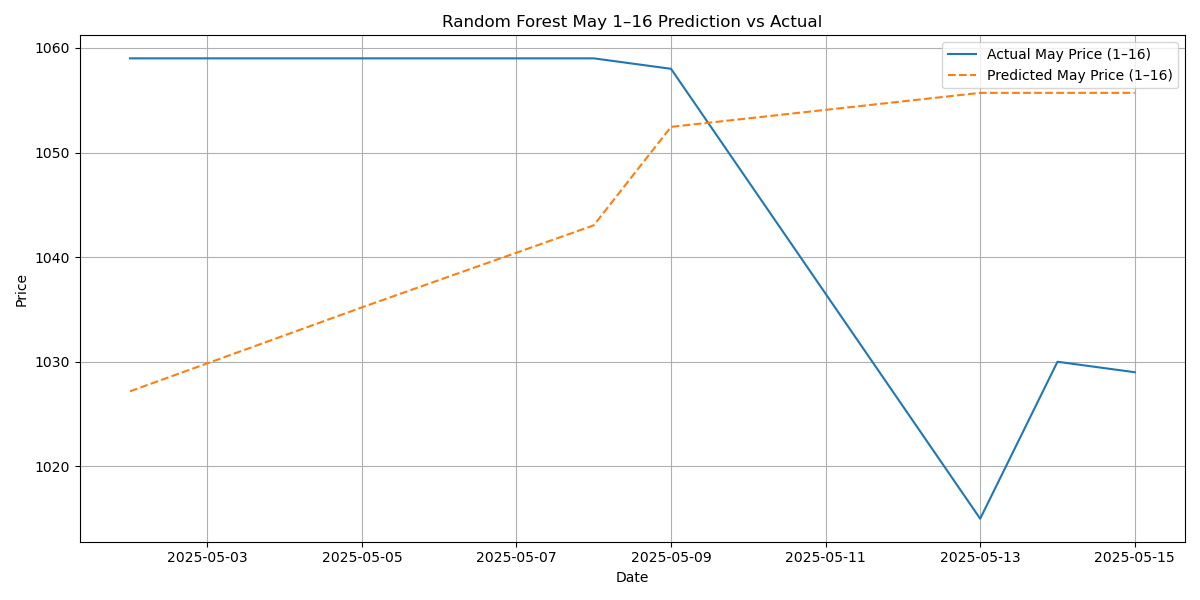 Random Forest May 1–16 Prediction vs Actual
Actual May Price (1–16)
Predicted May Price (1–16)
Price
1060
1050
1040
1030
1020
2025-05-03 2025-05-05 2025-05-07 2025-05-09 2025-05-11 2025-05-13 2025-05-15
Date